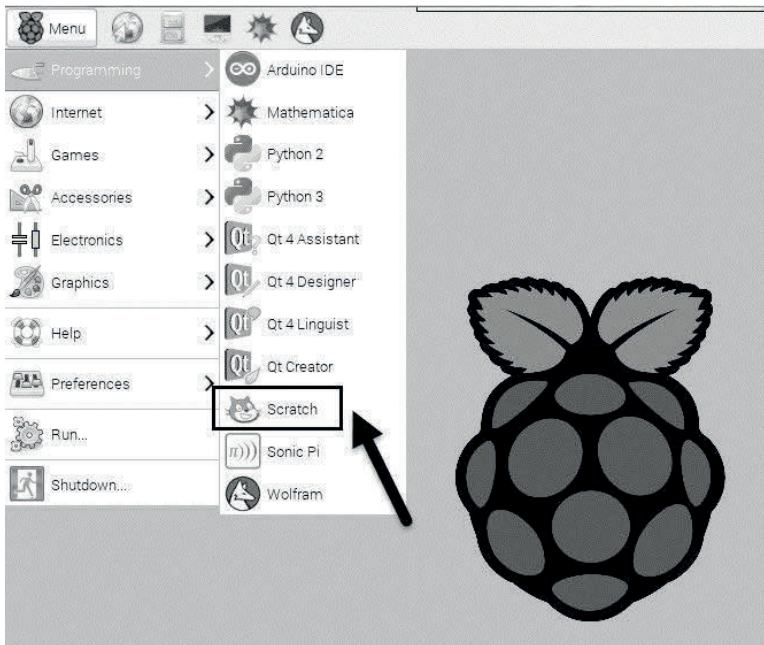 Menu
Programming
Internet
Games
Accessories
Electronics
Graphics
Help
Preferences
Run...
Shutdown...
Arduino IDE
Mathematica
Python 2
Python 3
Qt 4 Assistant
Qt 4 Designer
Qt 4 Linguist
Qt Creator
Scratch
Sonic Pi
Wolfram